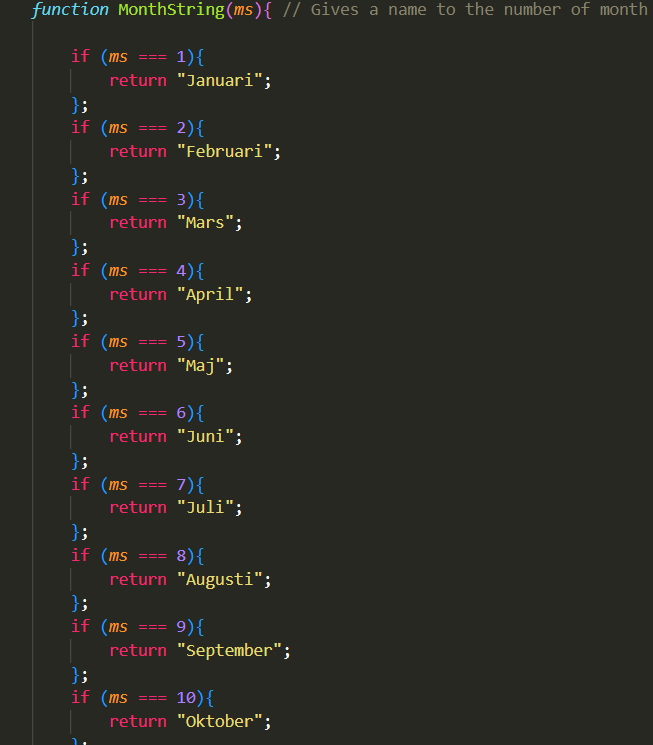 function MonthString(ms){ // Gives a name to the number of month
if (ms === 1){
return "Januari";
};
if (ms === 2){
return "Februari";
};
if (ms === 3){
return "Mars";
};
if (ms === 4){
return "April";
};
if (ms === 5){
return "Maj";
};
if (ms === 6){
return "Juni";
};
if (ms === 7){
return "Juli";
};
if (ms === 8){
return "Augusti";
};
if (ms === 9){
return "September";
};
if (ms === 10){
return "Oktober";
};